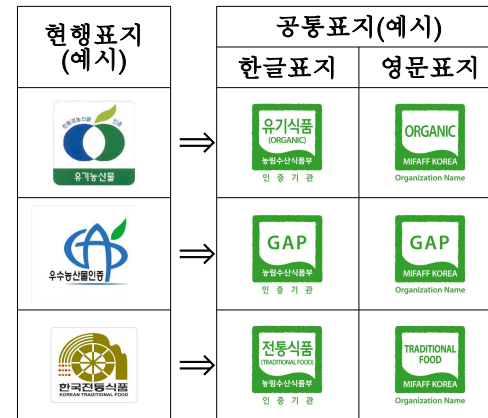 현행표지
(예시)
공통표지(예시)
한글표지
영문표지
친환경농산물 인증
유기농산물
⇒
유기식품
(ORGANIC)
농림수산식품부
인 증 기 관
ORGANIC
MIFAFF KOREA
Organization Name
우수농산물인증
⇒
GAP
농림수산식품부
인 증 기 관
GAP
MIFAFF KOREA
Organization Name
한국전통식품
KOREAN TRADITIONAL FOOD
⇒
전통식품
(TRADITIONAL FOOD)
농림수산식품부
인 증 기 관
TRADITIONAL
FOOD
MIFAFF KOREA
Organization Name